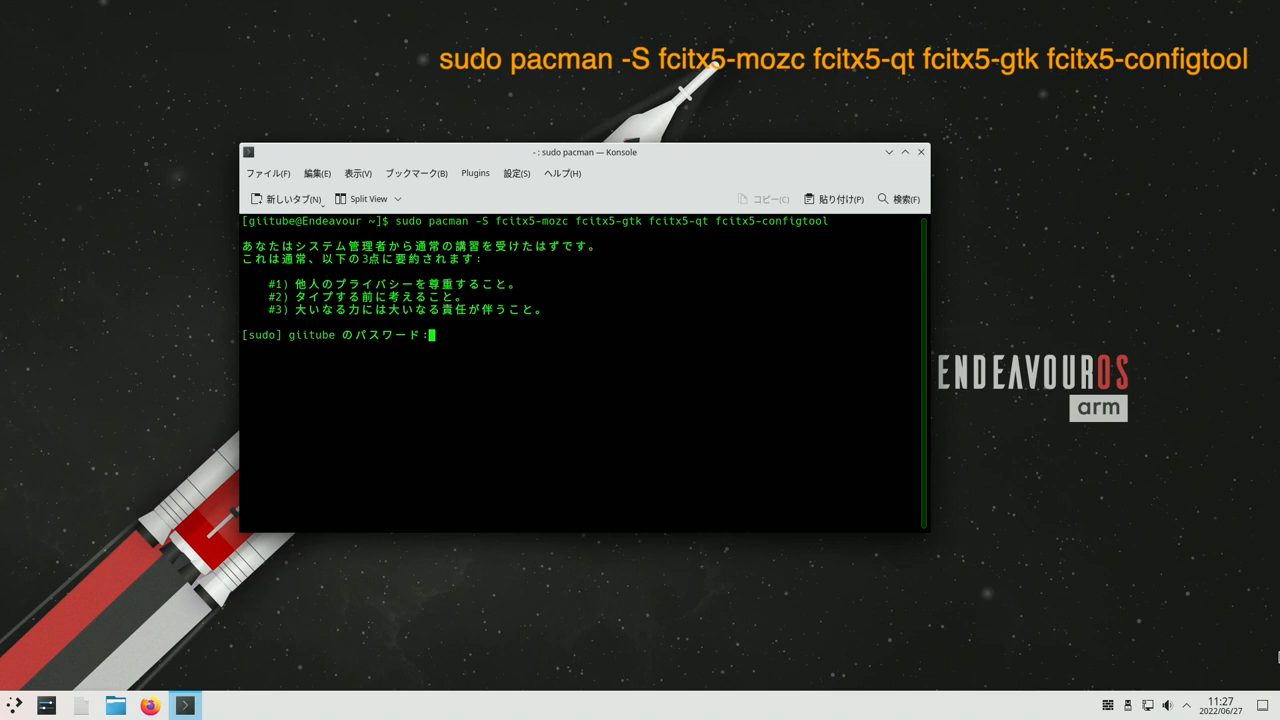 sudo pacman -S fcitx5-mozc fcitx5-qt fcitx5-gtk fcitx5-configtool
- : sudo pacman — Konsole
ファイル(F) 編集(E) 表示(V) ブックマーク(B) Plugins 設定(S) ヘルプ(H)
新しいタブ(N) Split View コピー(C) 貼り付け(P) 検索(F)
[giitube@Endeavour ~]$ sudo pacman -S fcitx5-mozc fcitx5-gtk fcitx5-qt fcitx5-configtool
あなたはシステム管理者から通常の講習を受けたはずです。
これは通常、以下の3点に要約されます:
#1) 他人のプライバシーを尊重すること。
#2) タイプする前に考えること。
#3) 大いなる力には大いなる責任が伴うこと。
[sudo] giitube のパスワード:
ENDEAVOUROS
arm
11:27
2022/06/27